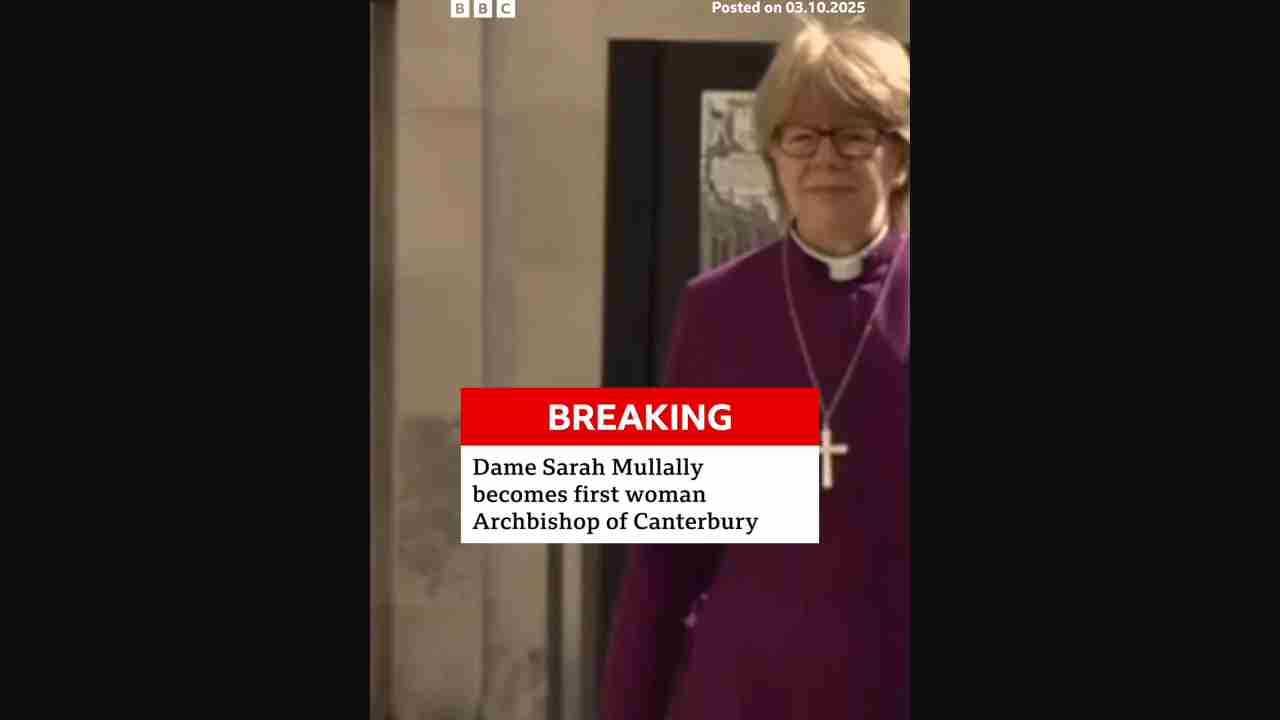 BBC
Posted on 03.10.2025
BREAKING
Dame Sarah Mullally
becomes first woman
Archbishop of Canterbury